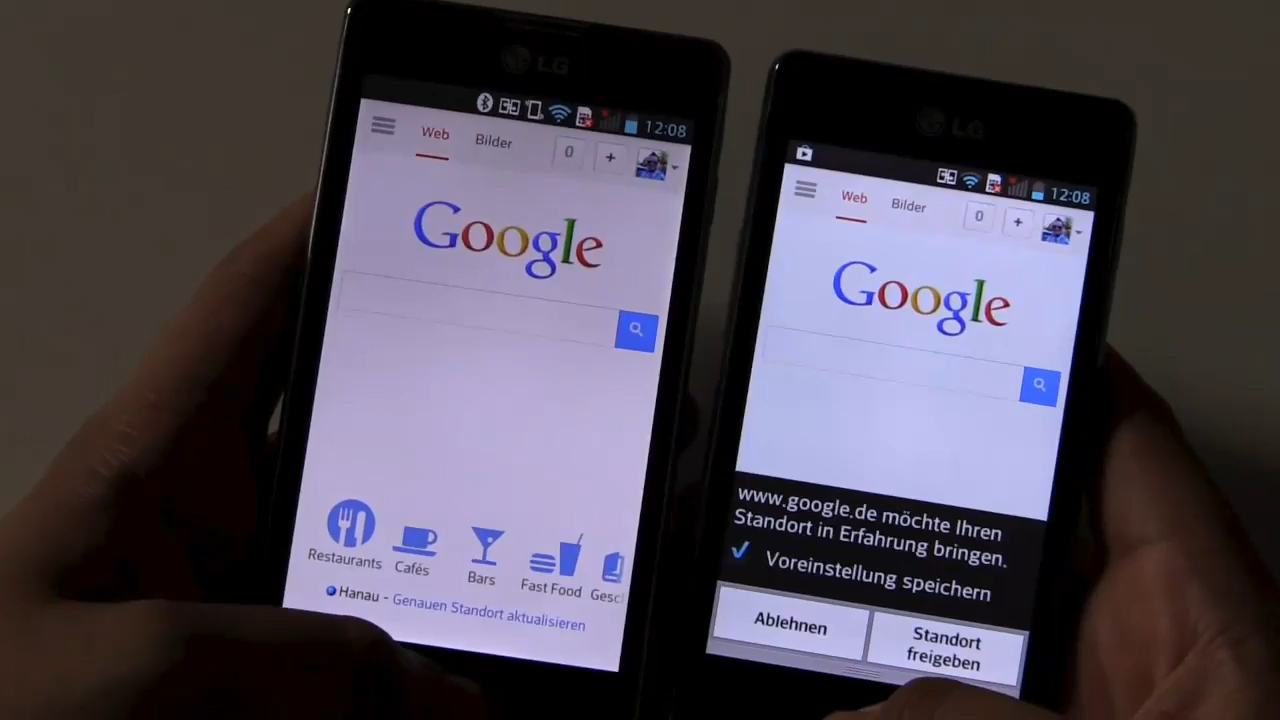 LG
12:08
Web Bilder 0 +
Google
Restaurants Cafés Bars Fast Food Gesc
Hanau - Genauen Standort aktualisieren
LG
12:08
Web Bilder 0 +
Google
www.google.de möchte Ihren
Standort in Erfahrung bringen.
Voreinstellung speichern
Ablehnen
Standort
freigeben